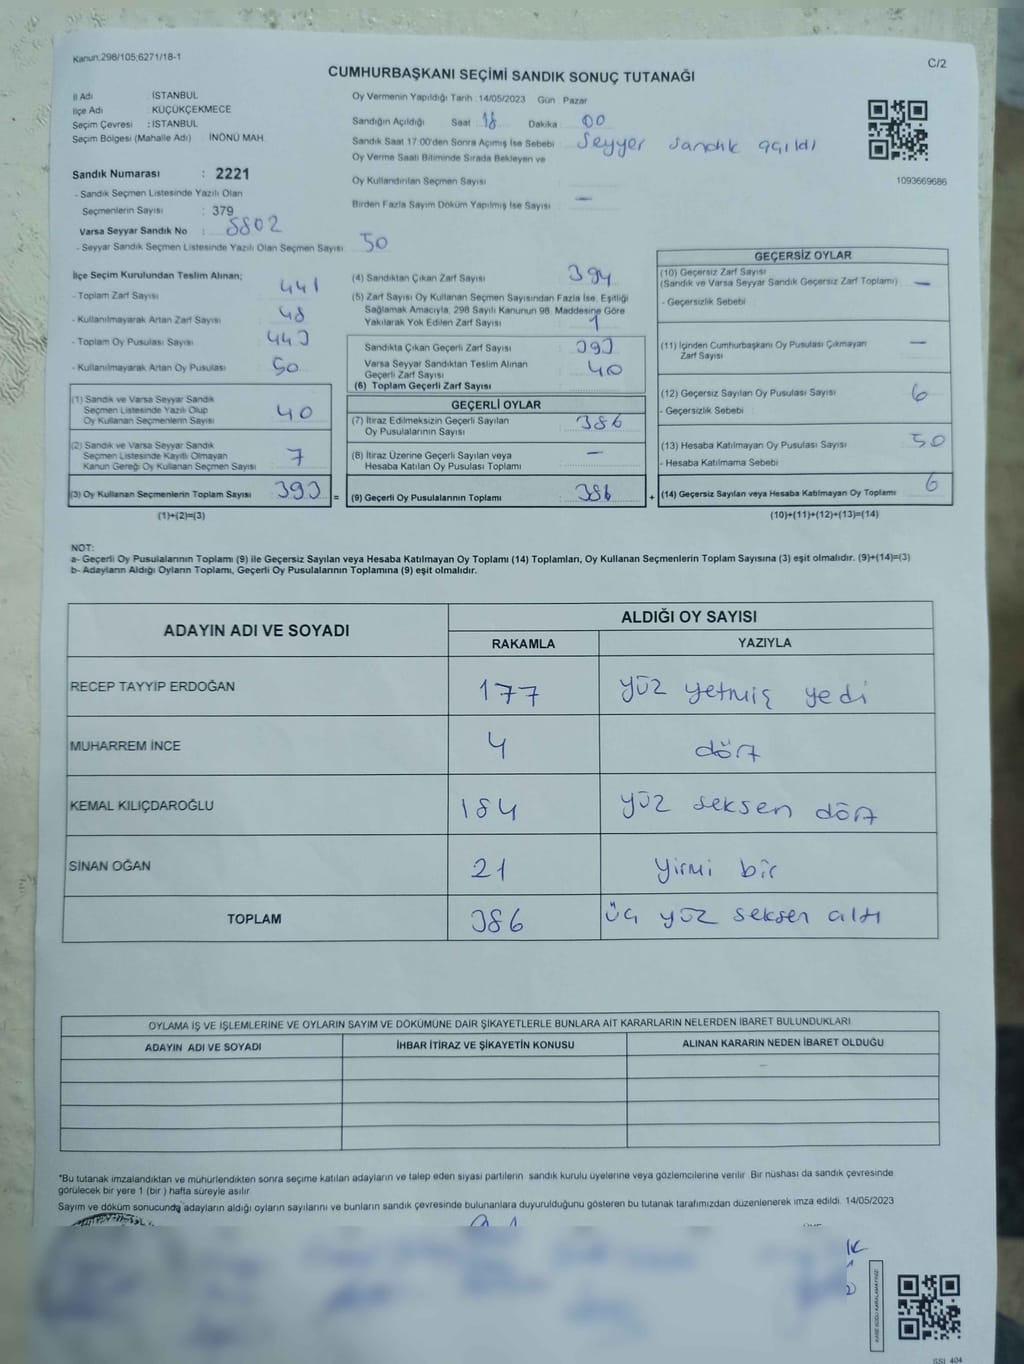 Kanun:298/105;6271/18-1
C/2
CUMHURBAŞKANI SEÇİMİ SANDIK SONUÇ TUTANAĞI
İl Adı : İSTANBUL
İlçe Adı : KÜÇÜKÇEKMECE
Seçim Çevresi : İSTANBUL
Seçim Bölgesi (Mahalle Adı) İNÖNÜ MAH.
Sandık Numarası : 2221
- Sandık Seçmen Listesinde Yazılı Olan
Seçmenlerin Sayısı : 379
Varsa Seyyar Sandık No : 5802
- Seyyar Sandık Seçmen Listesinde Yazılı Olan Seçmen Sayısı: 50
Oy Vermenin Yapıldığı Tarih :14/05/2023 Gün : Pazar
Sandığın Açıldığı Saat : 18 Dakika : 00
Sandık Saat 17:00'den Sonra Açımış İse Sebebi : Seyyer sandık açıldı
Oy Verme Saati Bitiminde Sırada Bekleyen ve
Oy Kullandırılan Seçmen Sayısı :
Birden Fazla Sayım Döküm Yapılmış İse Sayısı : —
1093669686
İlçe Seçim Kurulundan Teslim Alınan;
- Toplam Zarf Sayısı : 441
- Kullanılmayarak Artan Zarf Sayısı : 48
- Toplam Oy Pusulası Sayısı : 443
- Kullanılmayarak Artan Oy Pusulası : 50
(1) Sandık ve Varsa Seyyar Sandık
Seçmen Listesinde Yazılı Olup
Oy Kullanan Seçmenlerin Sayısı : 40
(2) Sandık ve Varsa Seyyar Sandık
Seçmen Listesinde Kayıtlı Olmayan
Kanun Gereği Oy Kullanan Seçmen Sayısı : 7
(3) Oy Kullanan Seçmenlerin Toplam Sayısı : 393 =
(1)+(2)=(3)
(4) Sandıktan Çıkan Zarf Sayısı : 394
(5) Zarf Sayısı Oy Kullanan Seçmen Sayısından Fazla İse, Eşitliği
Sağlamak Amacıyla, 298 Sayılı Kanunun 98. Maddesine Göre
Yakılarak Yok Edilen Zarf Sayısı : 1
Sandıkta Çıkan Geçerli Zarf Sayısı : 393
Varsa Seyyar Sandıktan Teslim Alınan
Geçerli Zarf Sayısı : 40
(6) Toplam Geçerli Zarf Sayısı :
GEÇERLİ OYLAR
(7) İtiraz Edilmeksizin Geçerli Sayılan
Oy Pusulalarının Sayısı : 386
(8) İtiraz Üzerine Geçerli Sayılan veya
Hesaba Katılan Oy Pusulası Toplamı : —
(9) Geçerli Oy Pusulalarının Toplamı : 386 +
GEÇERSİZ OYLAR
(10) Geçersiz Zarf Sayısı
(Sandık ve Varsa Seyyar Sandık Geçersiz Zarf Toplamı) : —
- Geçersizlik Sebebi :
(11) İçinden Cumhurbaşkanı Oy Pusulası Çıkmayan
Zarf Sayısı : —
(12) Geçersiz Sayılan Oy Pusulası Sayısı : 6
- Geçersizlik Sebebi :
(13) Hesaba Katılmayan Oy Pusulası Sayısı : 50
- Hesaba Katılmama Sebebi :
(14) Geçersiz Sayılan veya Hesaba Katılmayan Oy Toplamı : 6
(10)+(11)+(12)+(13)=(14)
NOT:
a- Geçerli Oy Pusulalarının Toplamı (9) ile Geçersiz Sayılan veya Hesaba Katılmayan Oy Toplamı (14) Toplamları, Oy Kullanan Seçmenlerin Toplam Sayısına (3) eşit olmalıdır. (9)+(14)=(3)
b- Adayların Aldığı Oyların Toplamı, Geçerli Oy Pusulalarının Toplamına (9) eşit olmalıdır.
ADAYIN ADI VE SOYADI
ALDIĞI OY SAYISI
RAKAMLA YAZIYLA
RECEP TAYYİP ERDOĞAN 177 yüz yetmiş yedi
MUHARREM İNCE 4 dört
KEMAL KILIÇDAROĞLU 184 yüz seksen dört
SİNAN OĞAN 21 yirmi bir
TOPLAM 386 üç yüz seksen altı
OYLAMA İŞ VE İŞLEMLERİNE VE OYLARIN SAYIM VE DÖKÜMÜNE DAİR ŞİKAYETLERLE BUNLARA AİT KARARLARIN NELERDEN İBARET BULUNDUKLARI
ADAYIN ADI VE SOYADI İHBAR İTİRAZ VE ŞİKAYETİN KONUSU ALINAN KARARIN NEDEN İBARET OLDUĞU
*Bu tutanak imzalandıktan ve mühürlendikten sonra seçime katılan adayların ve talep eden siyasi partilerin sandık kurulu üyelerine veya gözlemcilerine verilir. Bir nüshası da sandık çevresinde
görülecek bir yere 1 (bir ) hafta süreyle asılır
Sayım ve döküm sonucunda adayların aldığı oyların sayılarını ve bunların sandık çevresinde bulunanlara duyurulduğunu gösteren bu tutanak tarafımızdan düzenlenerek imza edildi. 14/05/2023
SSI_404